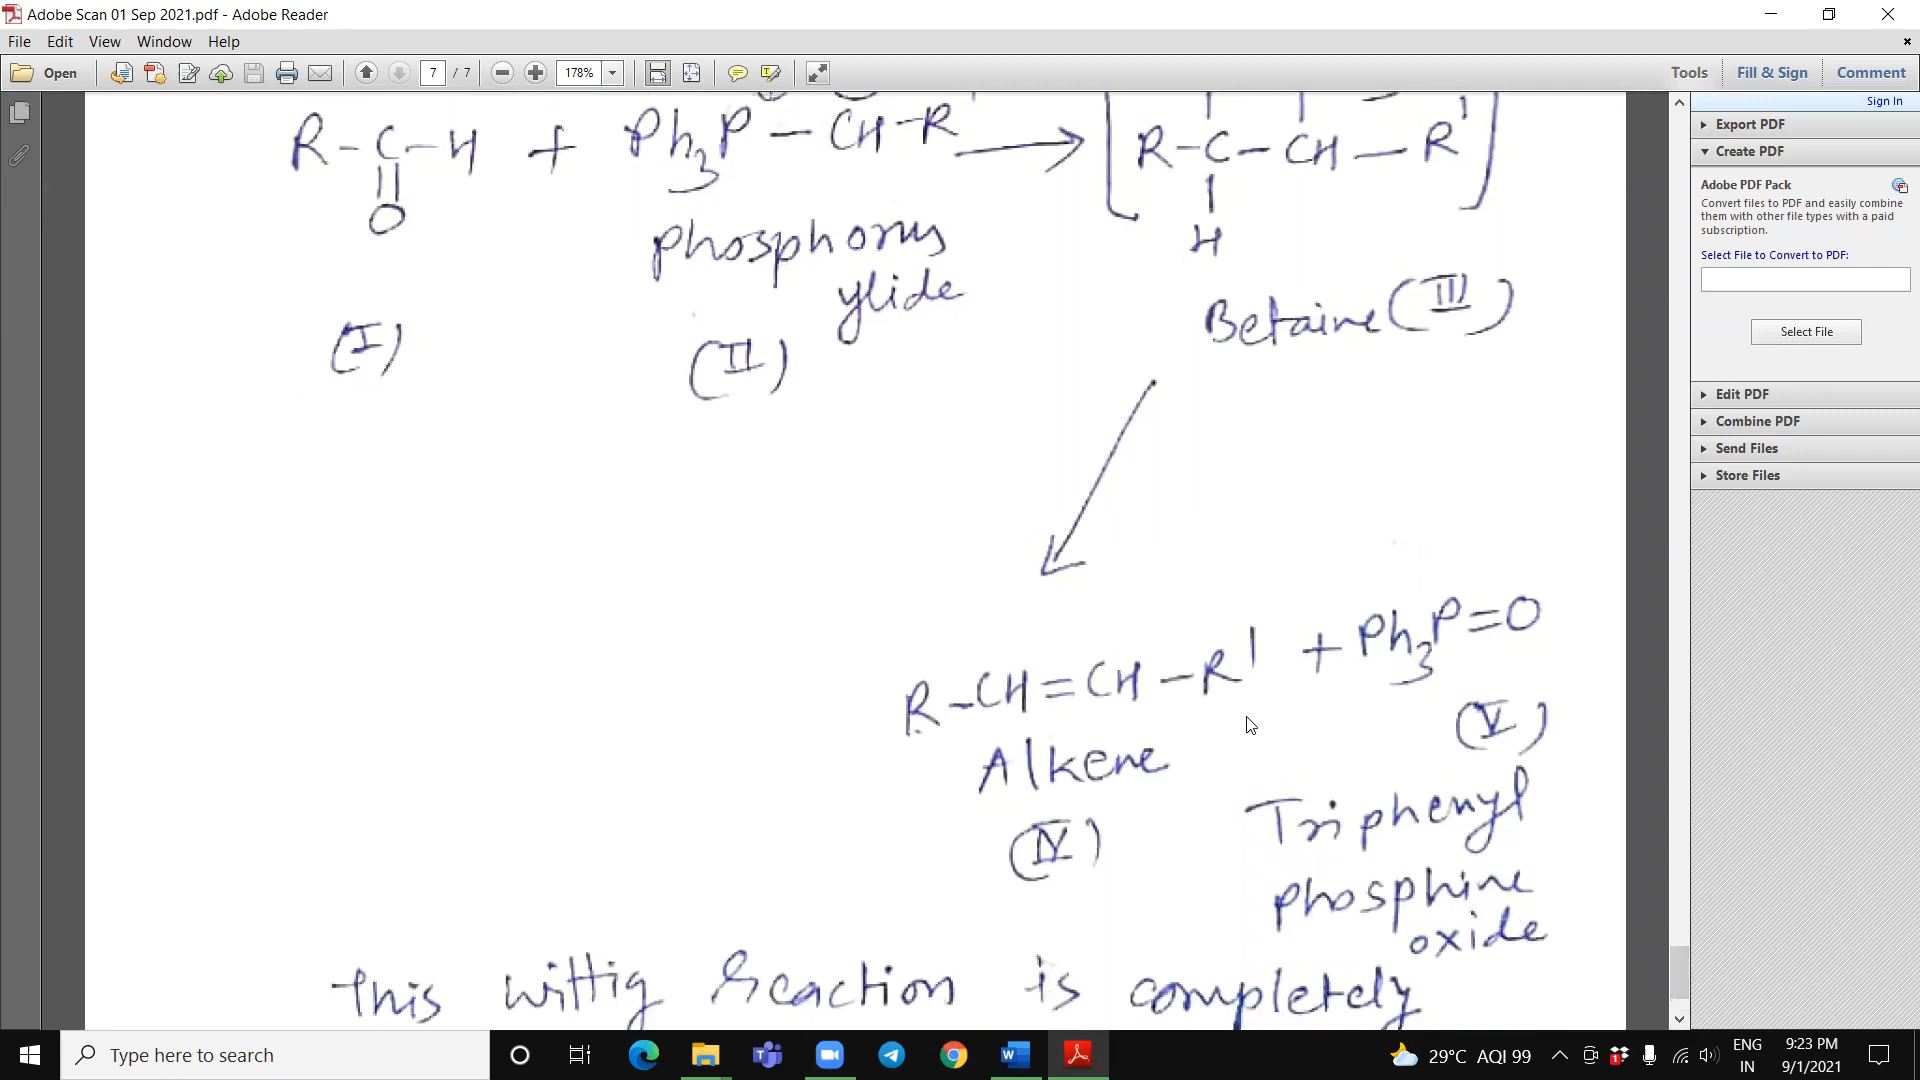 Adobe Scan 01 Sep 2021.pdf - Adobe Reader
File Edit View Window Help
Open 7 / 7 178% Tools Fill & Sign Comment
Sign In
Export PDF
Create PDF
Adobe PDF Pack
Convert files to PDF and easily combine
them with other file types with a paid
subscription.
Select File to Convert to PDF:
Select File
Edit PDF
Combine PDF
Send Files
Store Files
R-C-H + Ph3P-CH-R' → [R-C-CH-R']
O
H
phosphorus
ylide
Betaine (III)
(I) (II)
R-CH=CH-R' + Ph3P=O
(V)
Alkene
(IV)
Triphenyl
phosphine
oxide
this wittig reaction is completely
Type here to search
29°C AQI 99
ENG
IN
9:23 PM
9/1/2021